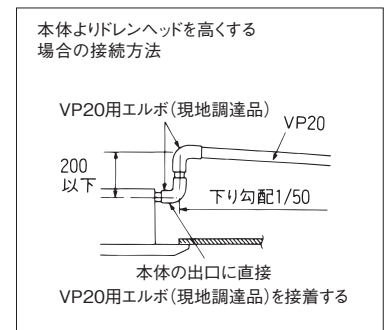 本体よりドレンヘッドを高くする
場合の接続方法
VP20用エルボ(現地調達品)
VP20
200
以下
下り勾配1/50
本体の出口に直接
VP20用エルボ(現地調達品)を接着する